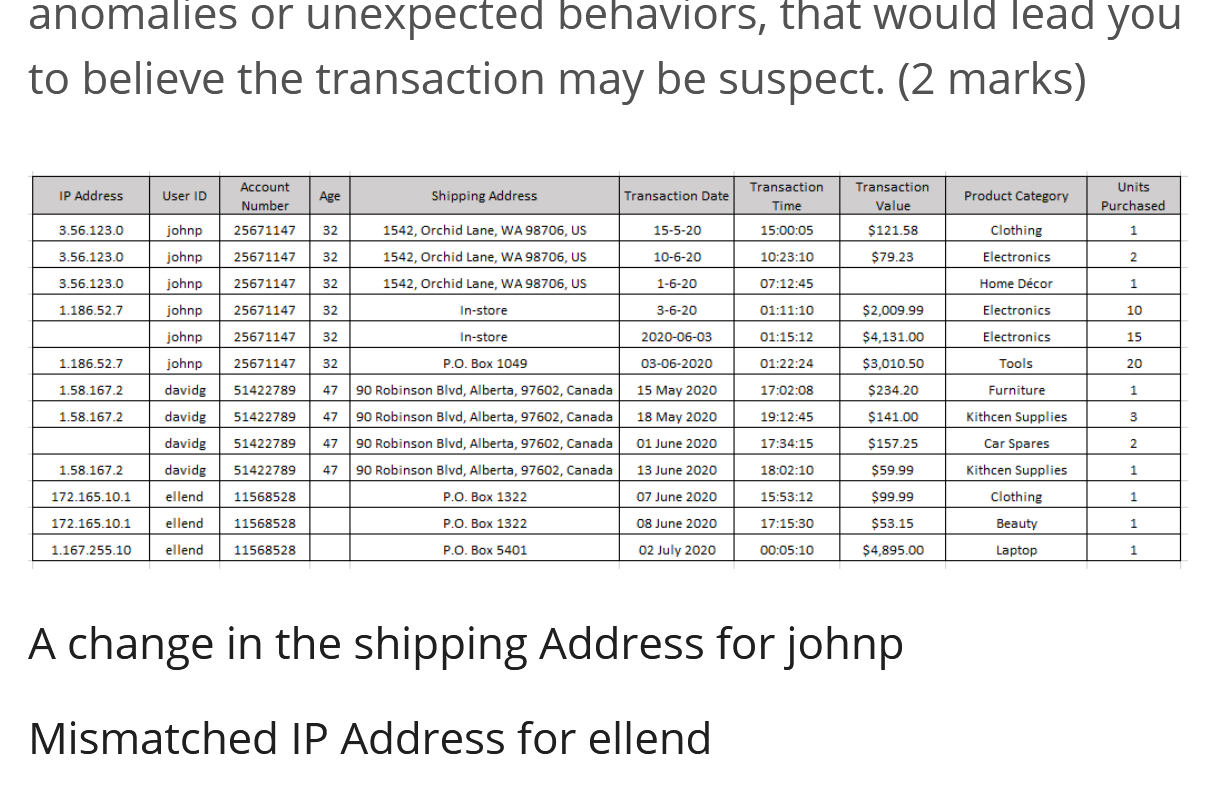 anomalies or unexpected behaviors, that would lead you
to believe the transaction may be suspect. (2 marks)
IP Address User ID Account Number Age Shipping Address Transaction Date Transaction Time Transaction Value Product Category Units Purchased
3.56.123.0 johnp 25671147 32 1542, Orchid Lane, WA 98706, US 15-5-20 15:00:05 $121.58 Clothing 1
3.56.123.0 johnp 25671147 32 1542, Orchid Lane, WA 98706, US 10-6-20 10:23:10 $79.23 Electronics 2
3.56.123.0 johnp 25671147 32 1542, Orchid Lane, WA 98706, US 1-6-20 07:12:45 Home Décor 1
1.186.52.7 johnp 25671147 32 In-store 3-6-20 01:11:10 $2,009.99 Electronics 10
johnp 25671147 32 In-store 2020-06-03 01:15:12 $4,131.00 Electronics 15
1.186.52.7 johnp 25671147 32 P.O. Box 1049 03-06-2020 01:22:24 $3,010.50 Tools 20
1.58.167.2 davidg 51422789 47 90 Robinson Blvd, Alberta, 97602, Canada 15 May 2020 17:02:08 $234.20 Furniture 1
1.58.167.2 davidg 51422789 47 90 Robinson Blvd, Alberta, 97602, Canada 18 May 2020 19:12:45 $141.00 Kithcen Supplies 3
davidg 51422789 47 90 Robinson Blvd, Alberta, 97602, Canada 01 June 2020 17:34:15 $157.25 Car Spares 2
1.58.167.2 davidg 51422789 47 90 Robinson Blvd, Alberta, 97602, Canada 13 June 2020 18:02:10 $59.99 Kithcen Supplies 1
172.165.10.1 ellend 11568528 P.O. Box 1322 07 June 2020 15:53:12 $99.99 Clothing 1
172.165.10.1 ellend 11568528 P.O. Box 1322 08 June 2020 17:15:30 $53.15 Beauty 1
1.167.255.10 ellend 11568528 P.O. Box 5401 02 July 2020 00:05:10 $4,895.00 Laptop 1
A change in the shipping Address for johnp
Mismatched IP Address for ellend